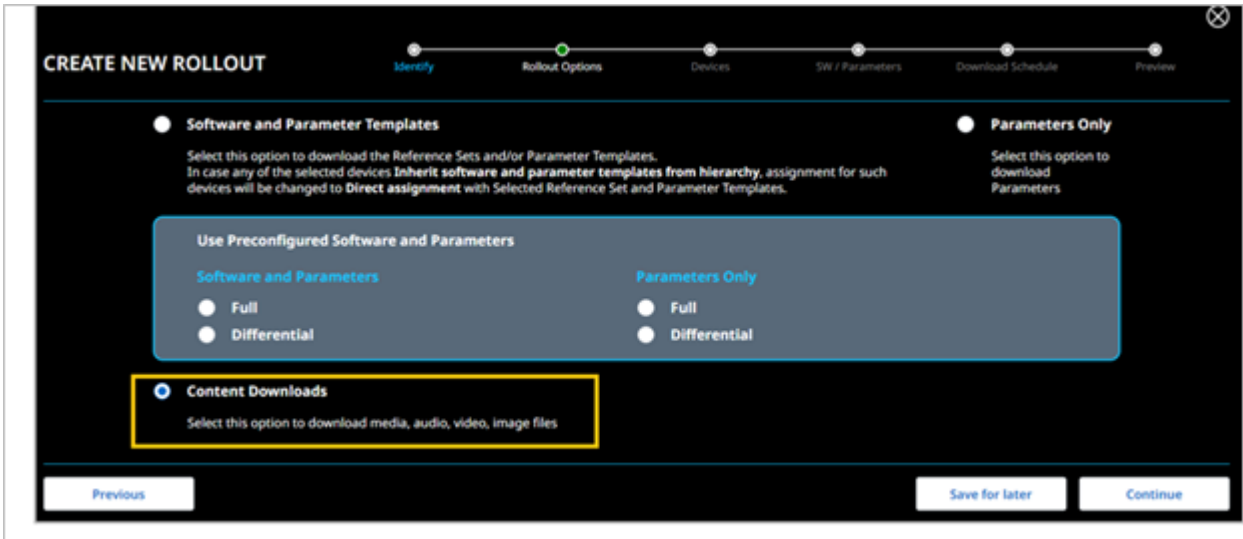 CREATE NEW ROLLOUT
Identify
Rollout Options
Devices
SW / Parameters
Download Schedule
Preview
Software and Parameter Templates
Select this option to download the Reference Sets and/or Parameter Templates.
In case any of the selected devices Inherit software and parameter templates from hierarchy, assignment for such
devices will be changed to Direct assignment with Selected Reference Set and Parameter Templates.
Parameters Only
Select this option to
download
Parameters
Use Preconfigured Software and Parameters
Software and Parameters
Full
Differential
Parameters Only
Full
Differential
Content Downloads
Select this option to download media, audio, video, image files
Previous
Save for later
Continue